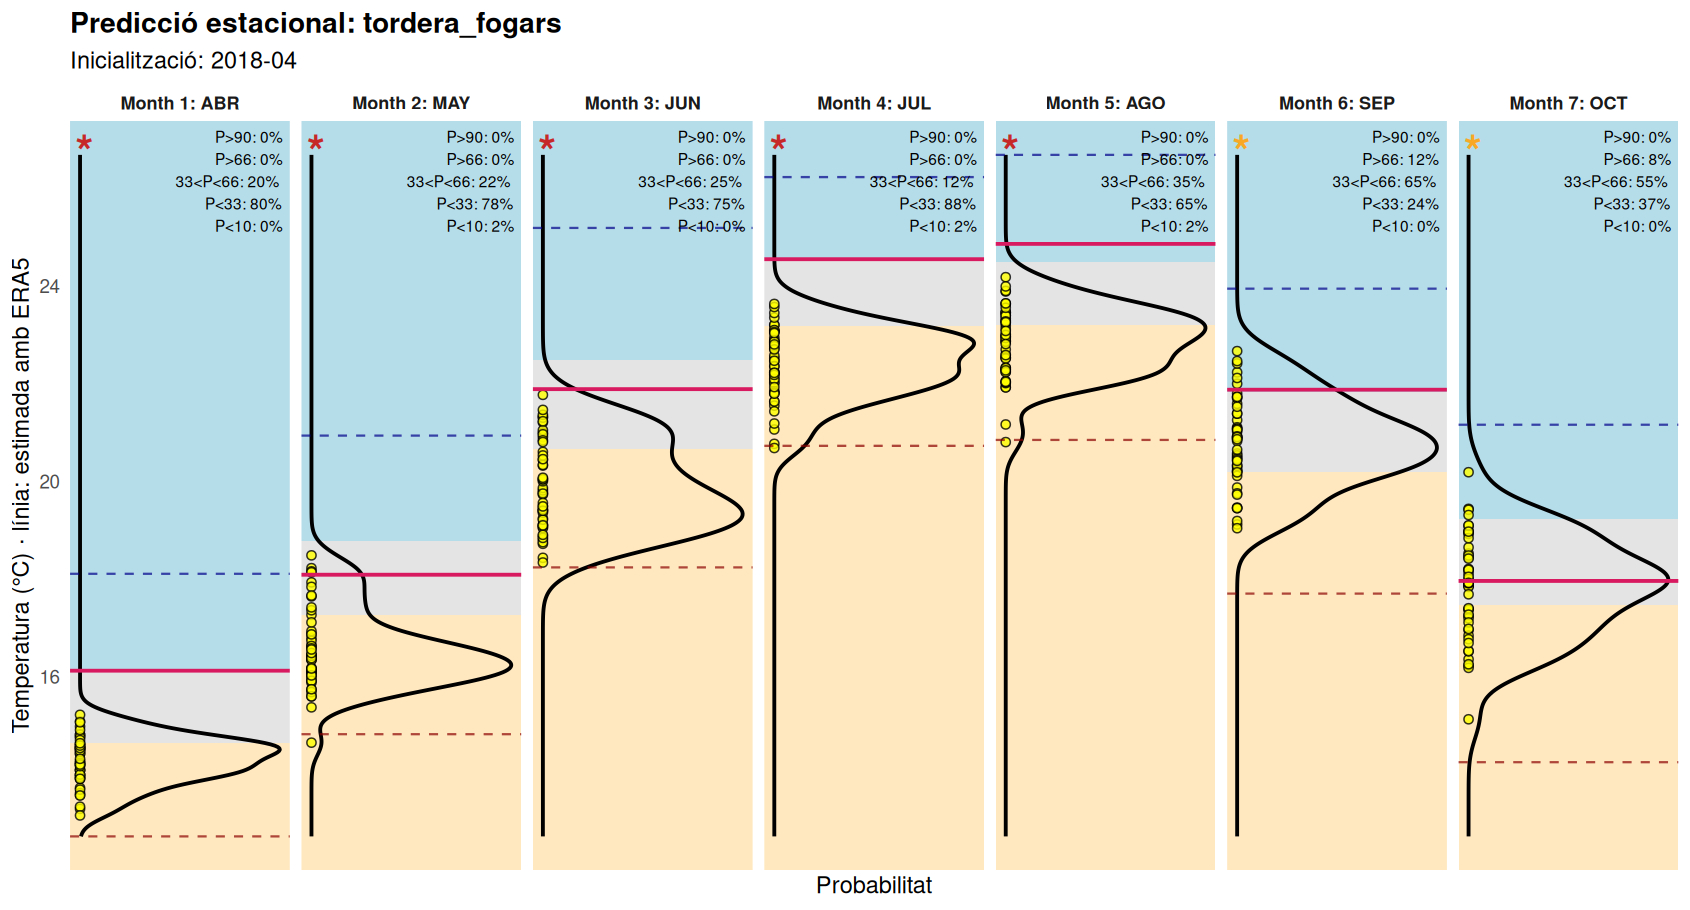 Predicció estacional: tordera_fogars
Inicialització: 2018-04
Month 1: ABR
P>90: 0%
P>66: 0%
33<P<66: 20%
P<33: 80%
P<10: 0%
Month 2: MAY
P>90: 0%
P>66: 0%
33<P<66: 22%
P<33: 78%
P<10: 2%
Month 3: JUN
P>90: 0%
P>66: 0%
33<P<66: 25%
P<33: 75%
P<10: 0%
Month 4: JUL
P>90: 0%
P>66: 0%
33<P<66: 12%
P<33: 88%
P<10: 2%
Month 5: AGO
P>90: 0%
P>66: 0%
33<P<66: 35%
P<33: 65%
P<10: 2%
Month 6: SEP
P>90: 0%
P>66: 12%
33<P<66: 65%
P<33: 24%
P<10: 0%
Month 7: OCT
P>90: 0%
P>66: 8%
33<P<66: 55%
P<33: 37%
P<10: 0%
Temperatura (°C) · línia: estimada amb ERA5
24
20
16
Probabilitat